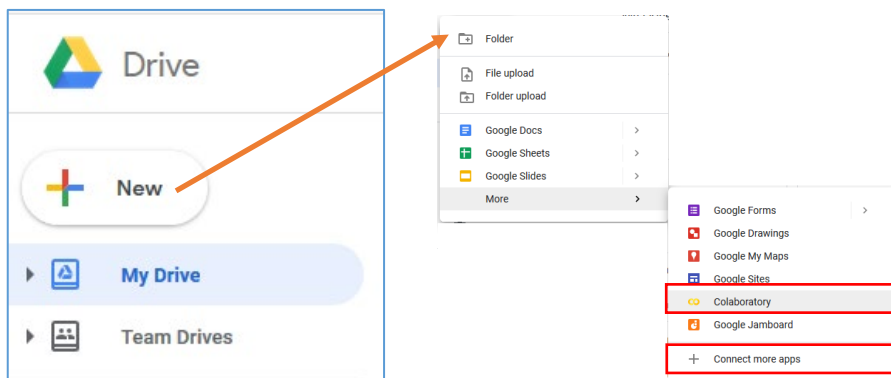 Drive
New
My Drive
Team Drives
Folder
File upload
Folder upload
Google Docs
Google Sheets
Google Slides
More
Google Forms
Google Drawings
Google My Maps
Google Sites
Colaboratory
Google Jamboard
Connect more apps